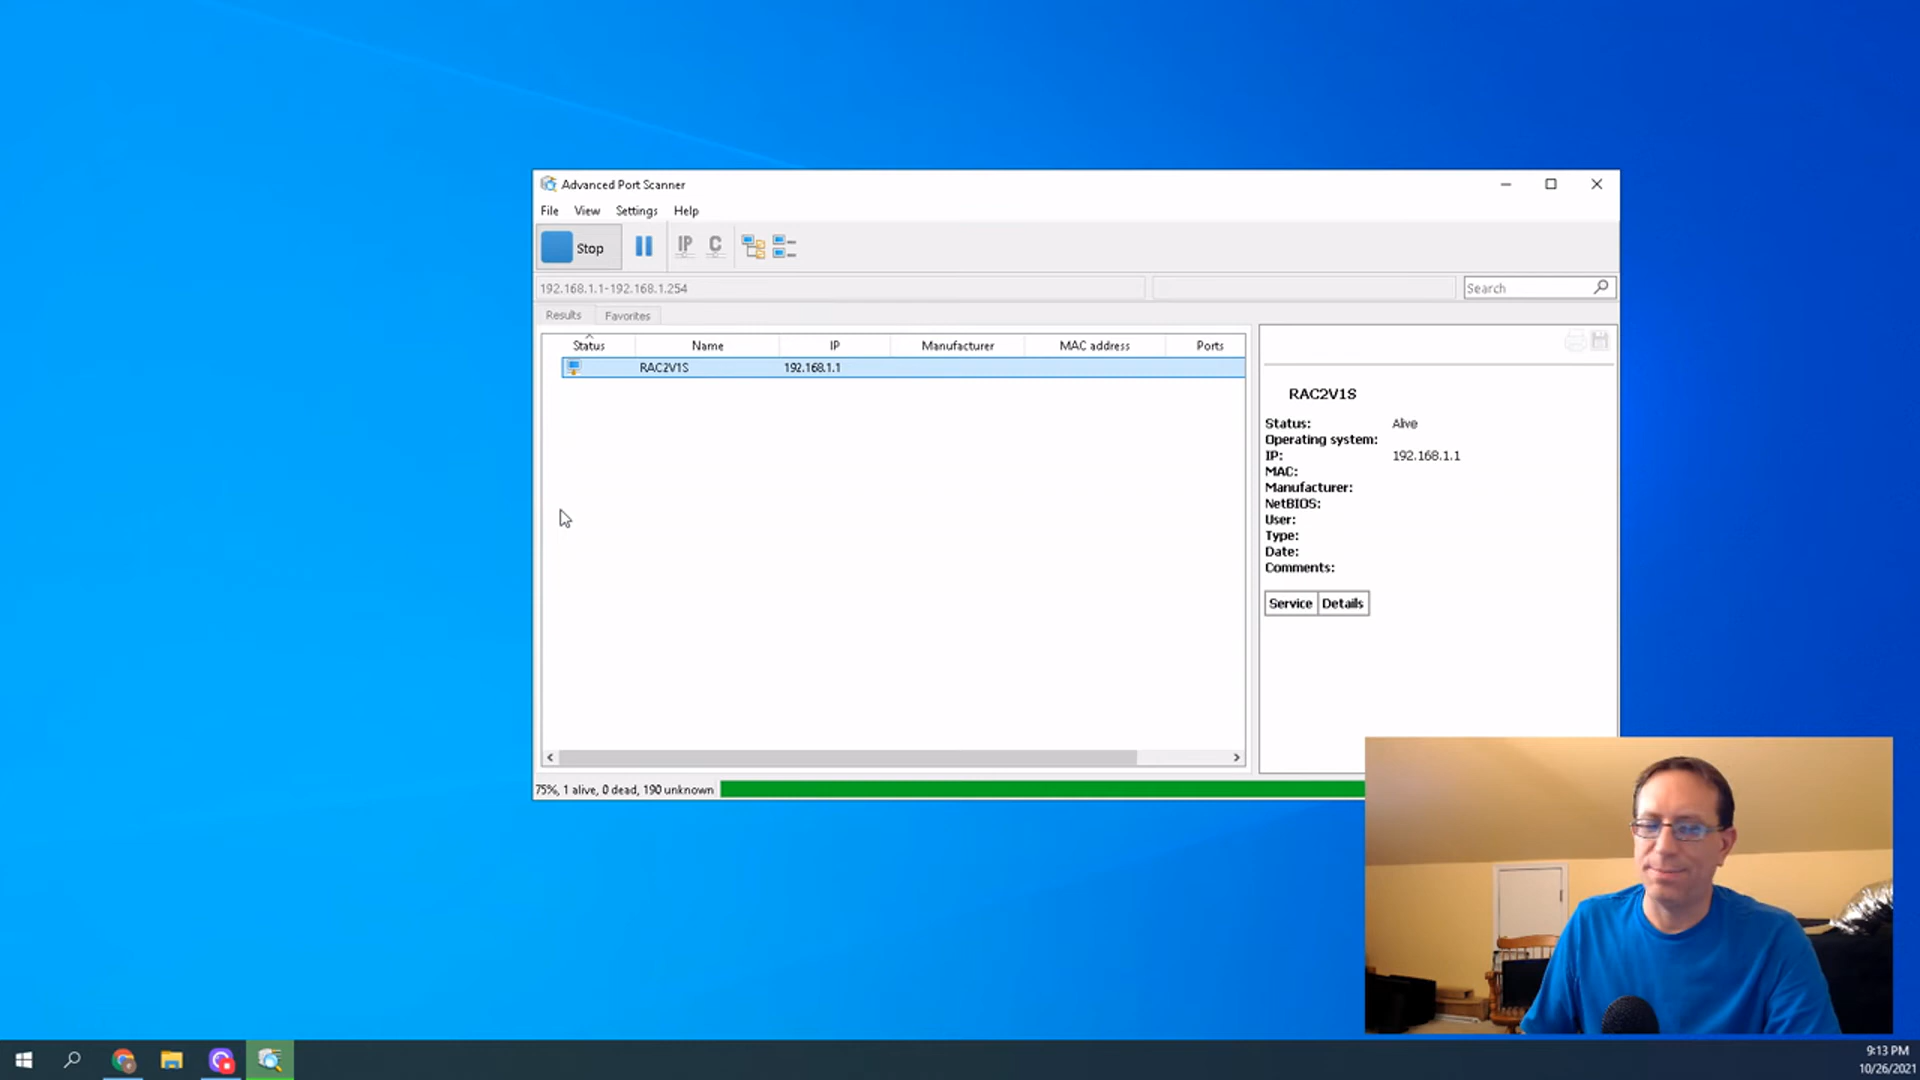 Advanced Port Scanner
File View Settings Help
Stop
IP C
192.168.1.1-192.168.1.254
Search
Results Favorites
Status Name IP Manufacturer MAC address Ports
RAC2V1S 192.168.1.1
RAC2V1S
Status: Alive
Operating system:
IP: 192.168.1.1
MAC:
Manufacturer:
NetBIOS:
User:
Type:
Date:
Comments:
Service Details
75%, 1 alive, 0 dead, 190 unknown
9:13 PM
10/26/2021